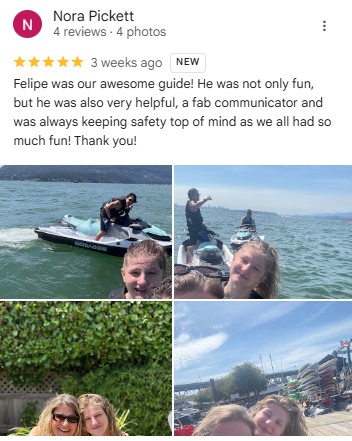 N
Nora Pickett
4 reviews · 4 photos
3 weeks ago NEW
Felipe was our awesome guide! He was not only fun,
but he was also very helpful, a fab communicator and
was always keeping safety top of mind as we all had so
much fun! Thank you!